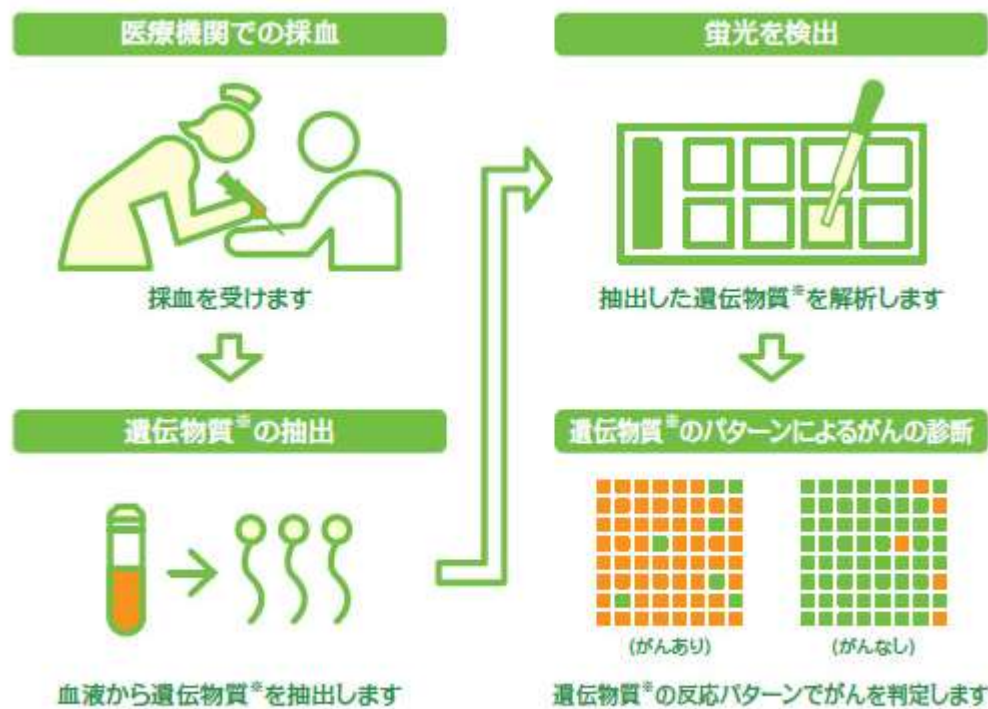 医療機関での採血
採血を受けます
遺伝物質※の抽出
血液から遺伝物質※を抽出します
蛍光を検出
抽出した遺伝物質※を解析します
遺伝物質※のパターンによるがんの診断
(がんあり)
(がんなし)
遺伝物質※の反応パターンでがんを判定します